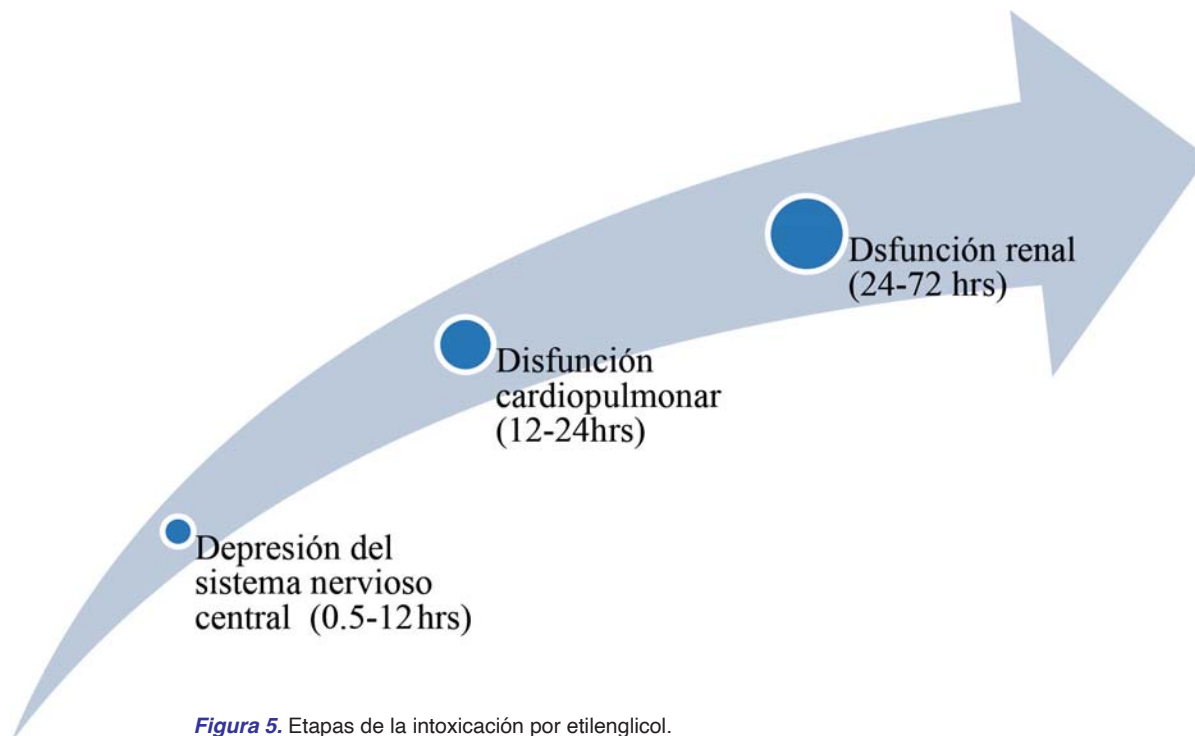 Dsfunción renal
(24-72 hrs)
Disfunción
cardiopulmonar
(12-24hrs)
Depresión del
sistema nervioso
central (0.5-12 hrs)
Figura 5. Etapas de la intoxicación por etilenglicol.